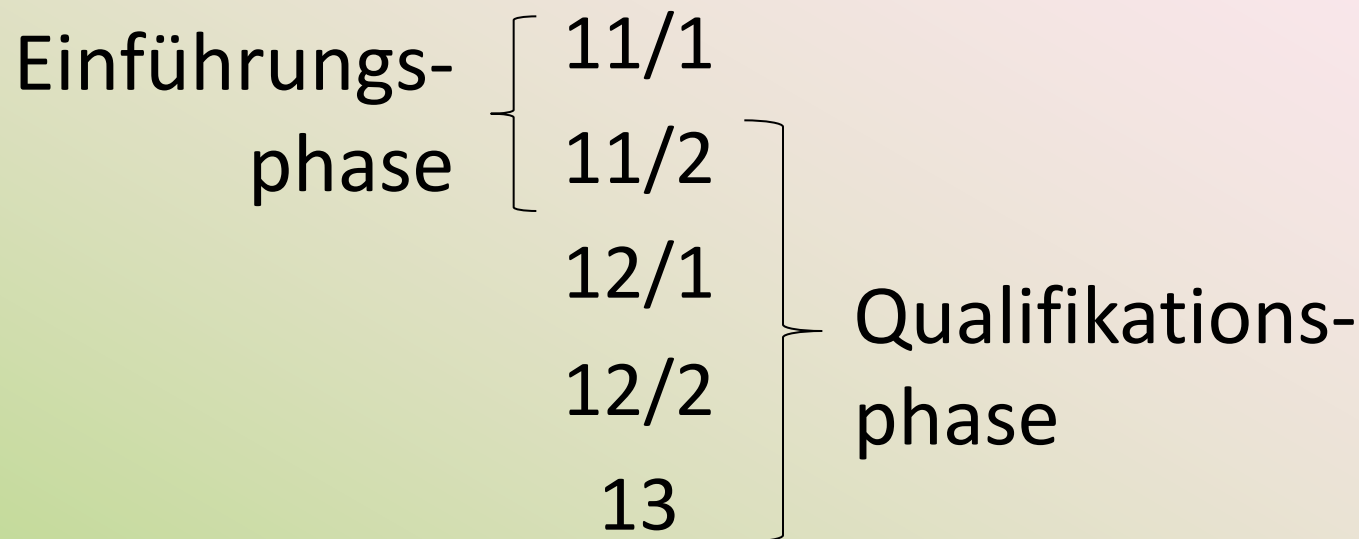 Einführungs-
phase
11/1
11/2
12/1
12/2
13
Qualifikations-
phase